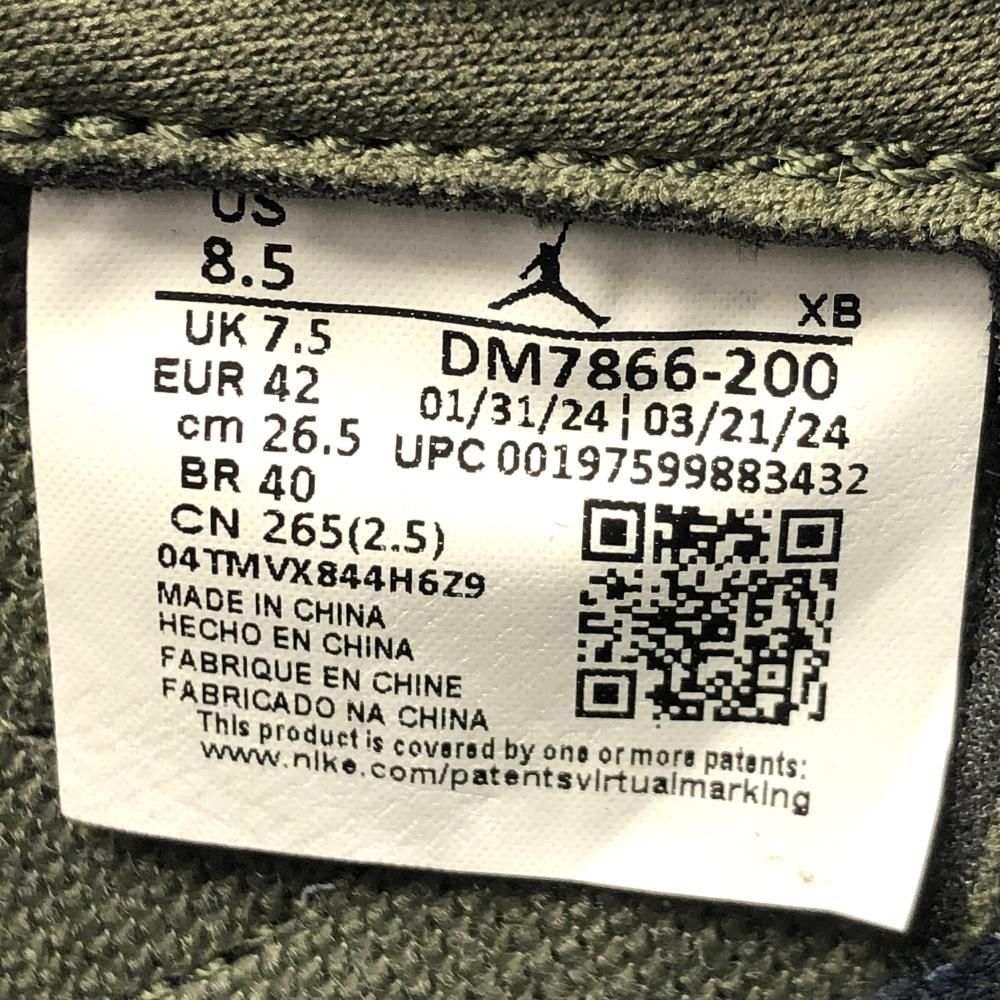 US
8.5
XB
UK 7.5
DM7866-200
EUR 42
01/31/24 | 03/21/24
cm 26.5
UPC 00197599883432
BR 40
CN 265(2.5)
04TMVX844H6Z9
MADE IN CHINA
HECHO EN CHINA
FABRIQUE EN CHINE
FABRICADO NA CHINA
This product is covered by one or more patents:
www.nike.com/patentsvirtualmarking